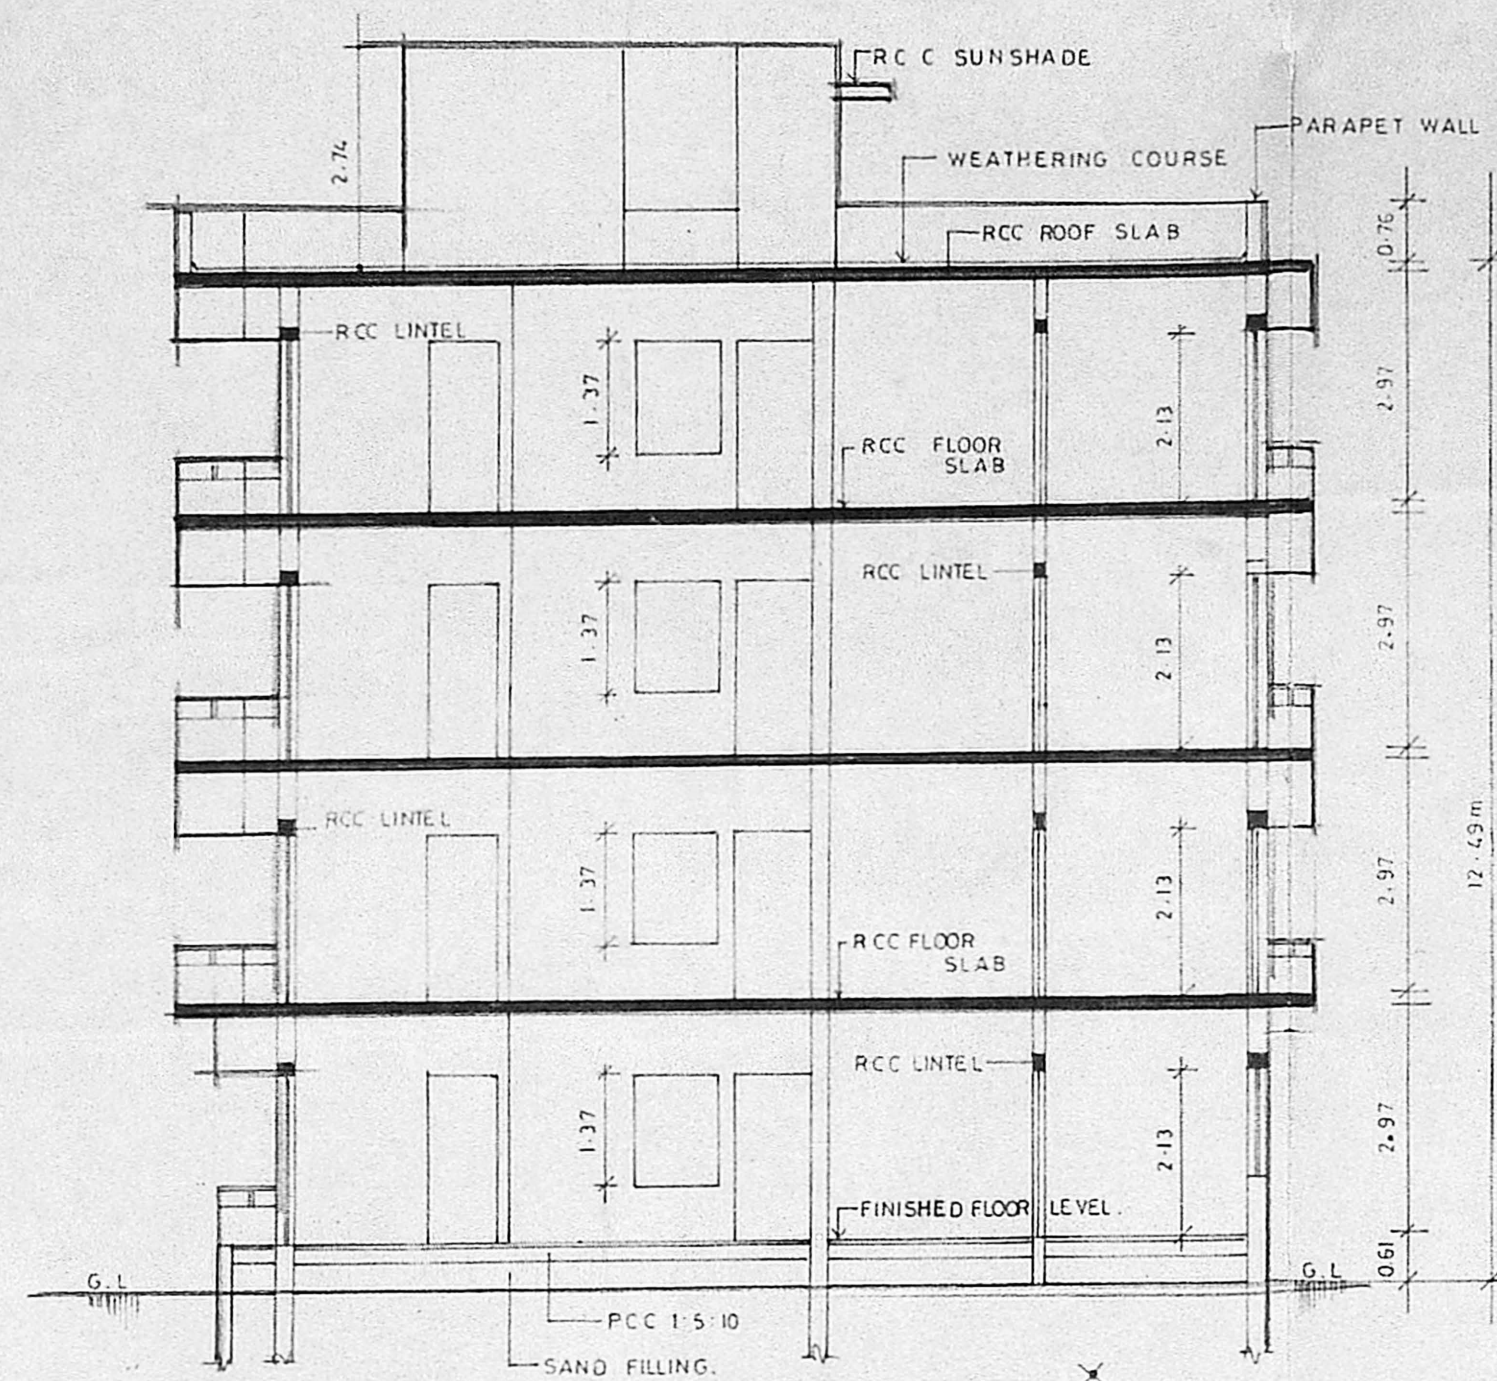 RCC SUNSHADE
PARAPET WALL
2.74
WEATHERING COURSE
0.76
RCC ROOF SLAB
RCC LINTEL
1.37
2.13
2.97
RCC FLOOR
SLAB
RCC LINTEL
1.37
2.13
2.97
RCC LINTEL
1.37
2.13
2.97
12.49m
RCC FLOOR
SLAB
RCC LINTEL
1.37
2.13
2.97
FINISHED FLOOR LEVEL.
0.61
G.L
G.L
PCC 1:5:10
SAND FILLING.